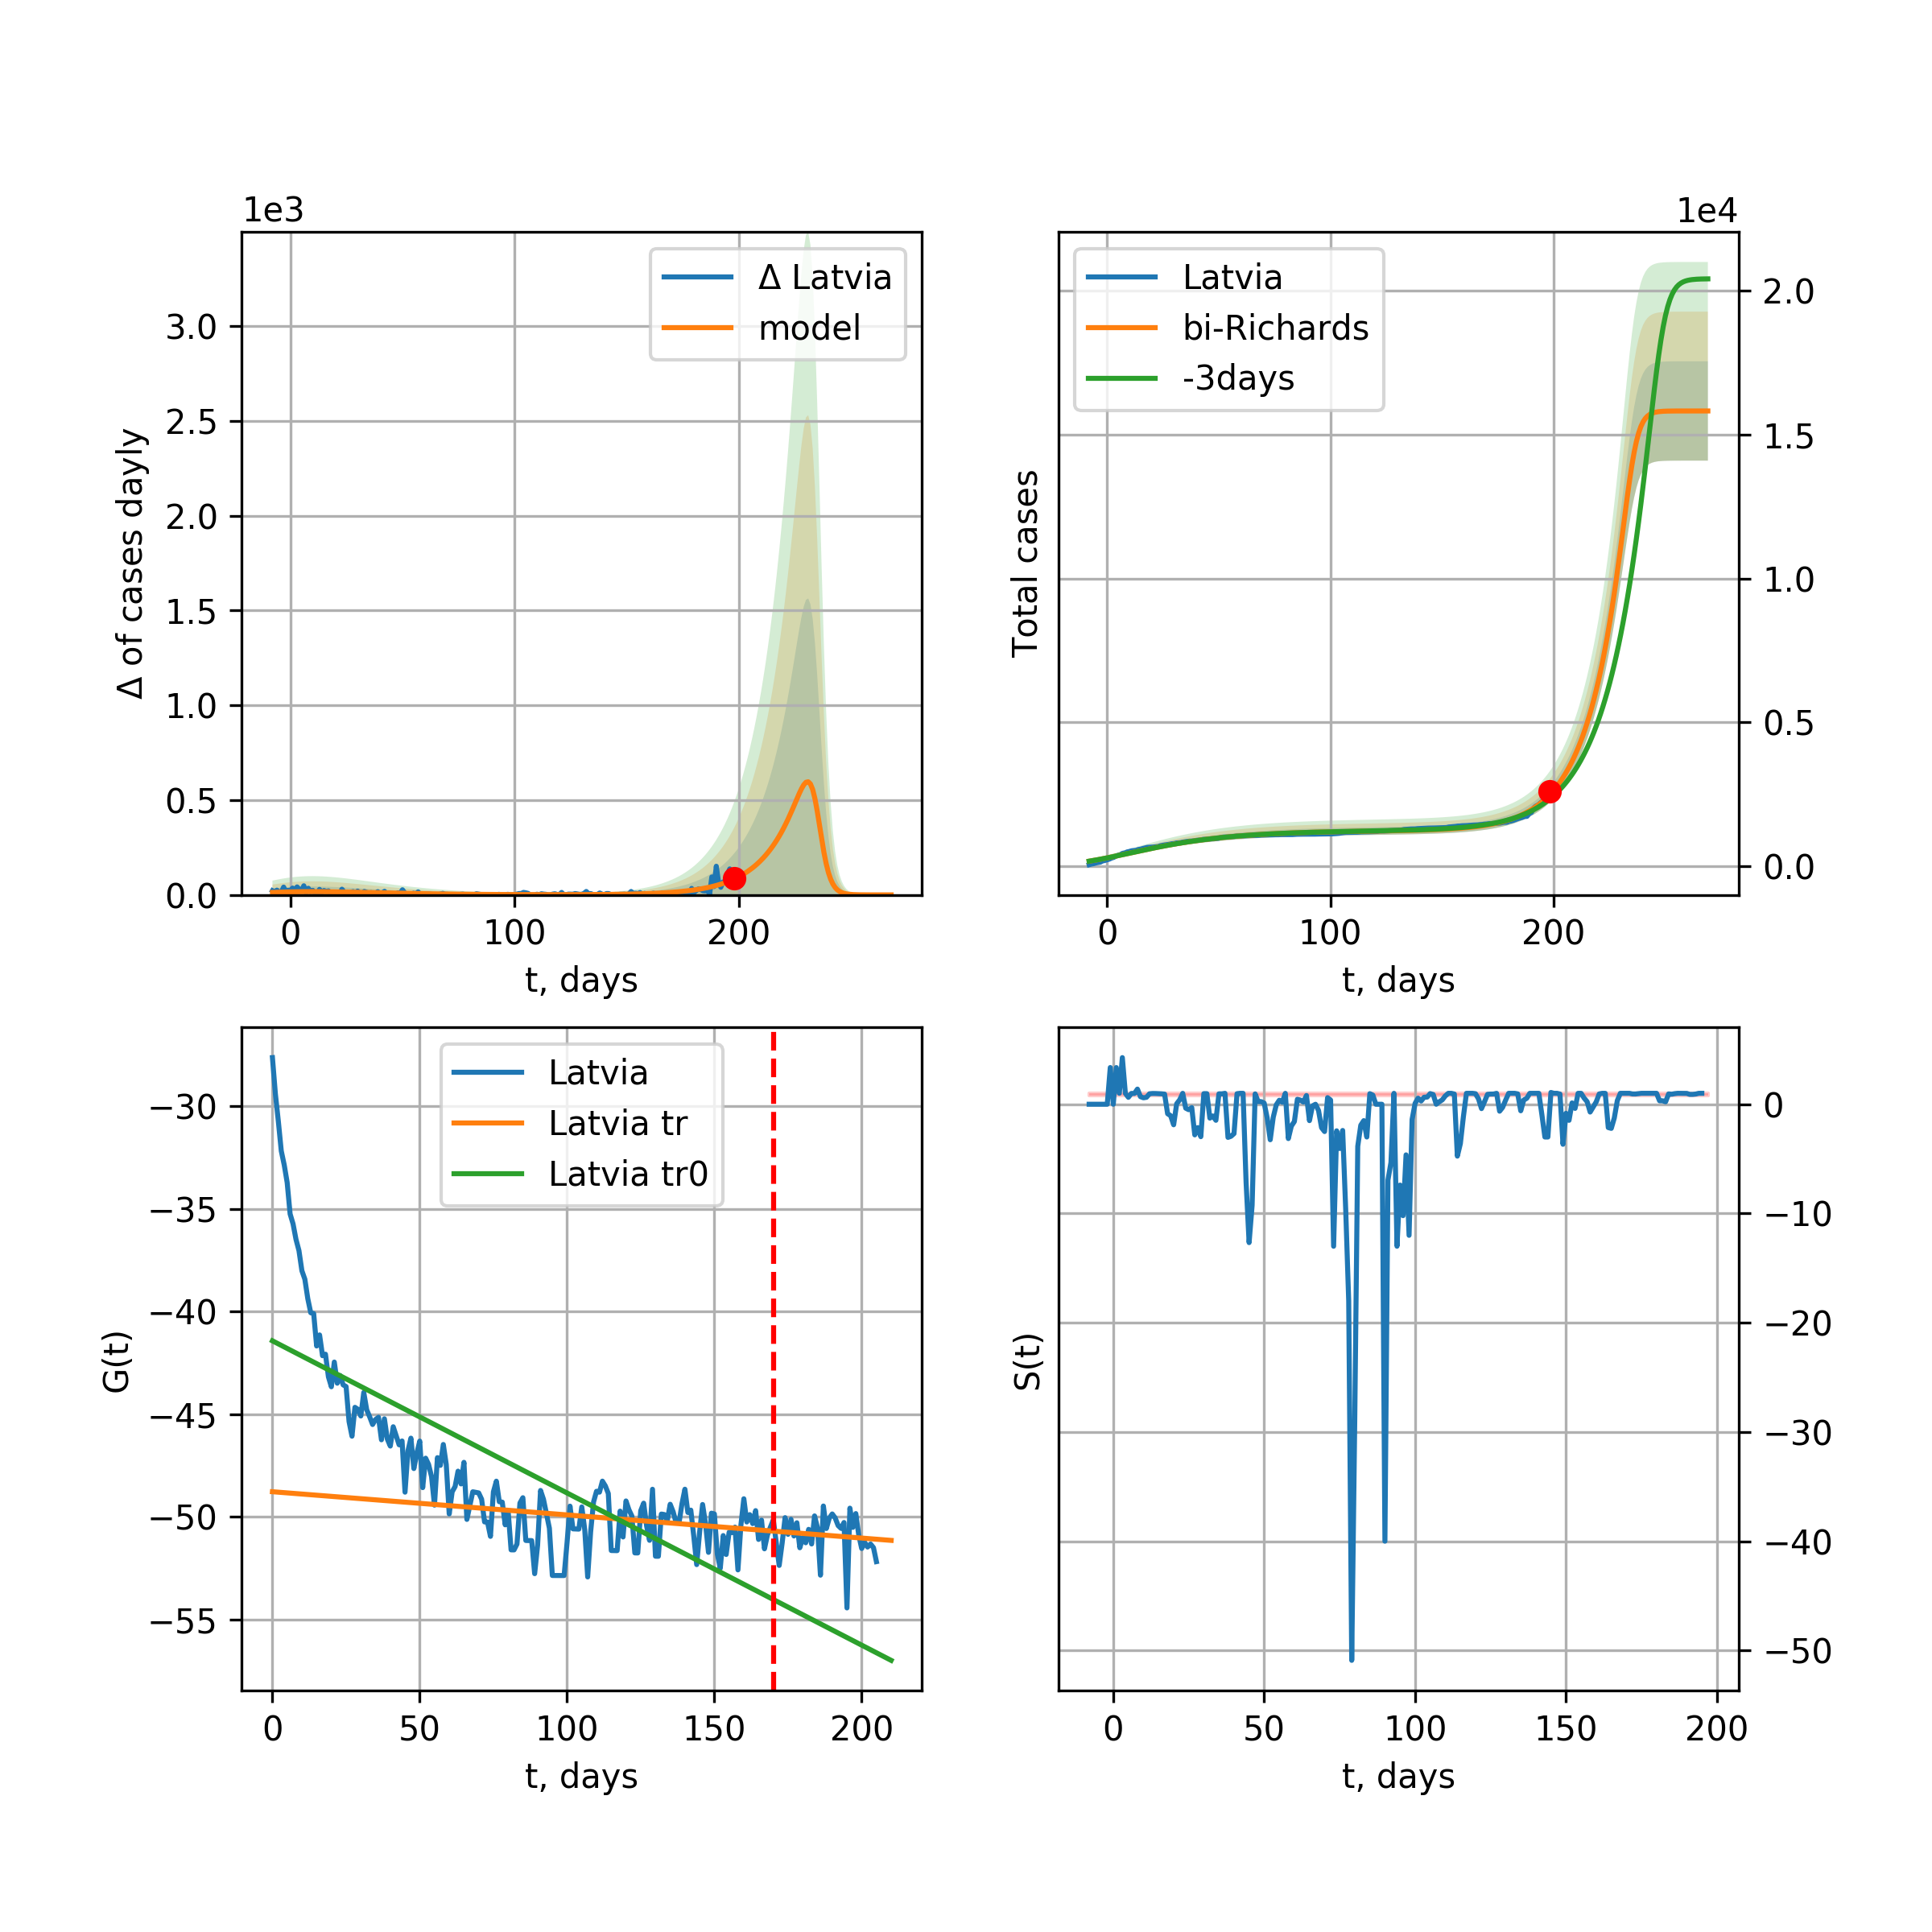 1e3
Δ Latvia
model
3.0
2.5
2.0
1.5
1.0
0.5
0.0
Δ of cases dayly
0 100 200
t, days
1e4
Latvia
bi-Richards
-3days
2.0
1.5
1.0
0.5
0.0
Total cases
0 100 200
t, days
Latvia
Latvia tr
Latvia tr0
−30
−35
−40
−45
−50
−55
G(t)
0 50 100 150 200
t, days
0
−10
−20
−30
−40
−50
S(t)
0 50 100 150 200
t, days